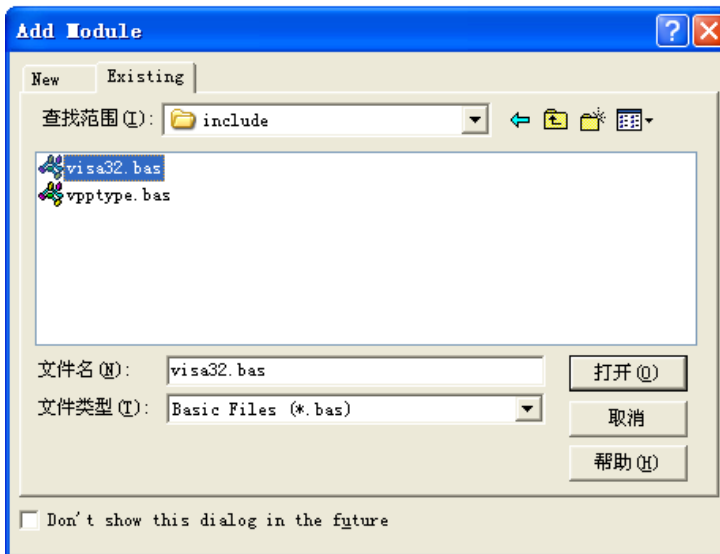 Add Module
New
Existing
查找范围(I):
include
visa32.bas
vpptype.bas
文件名(N):
visa32.bas
打开(O)
文件类型(T):
Basic Files (*.bas)
取消
帮助(H)
Don't show this dialog in the future